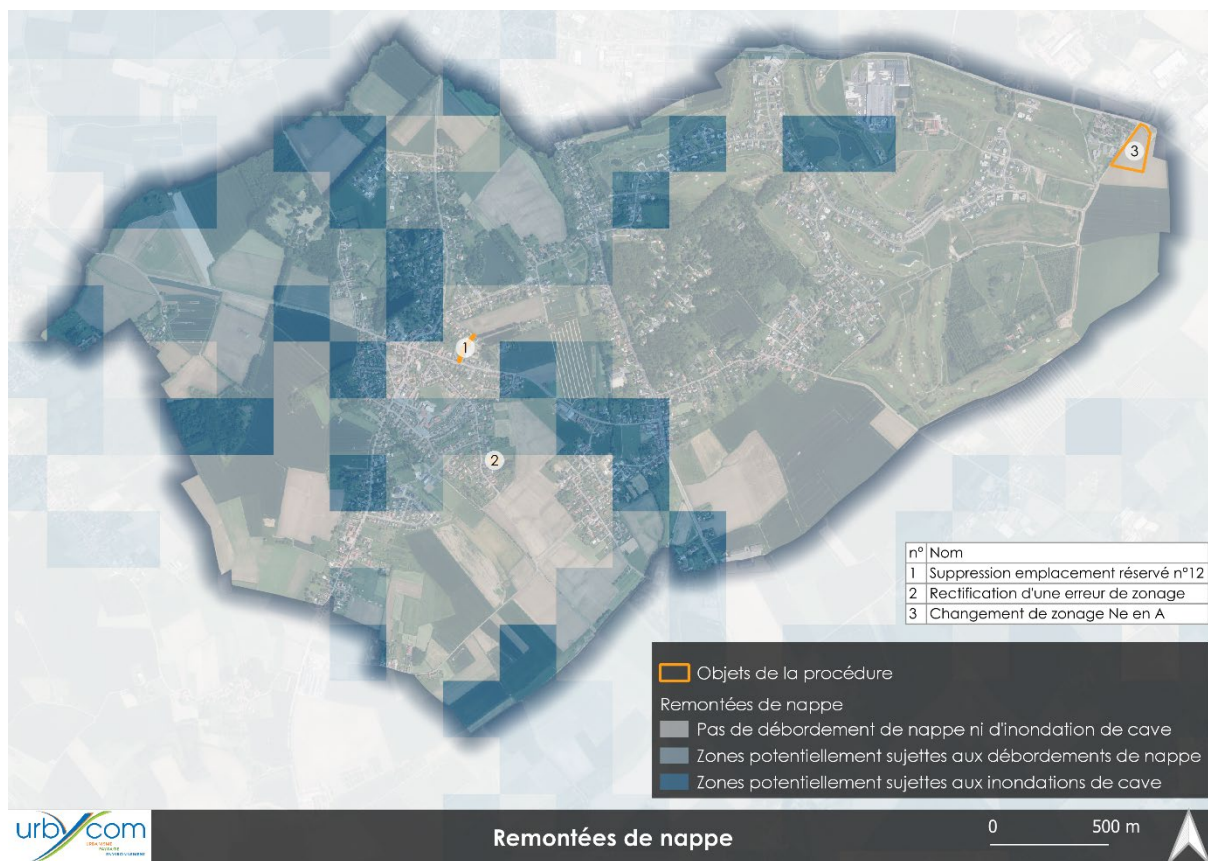 3
1
2
n° Nom
1 Suppression emplacement réservé n°12
2 Rectification d'une erreur de zonage
3 Changement de zonage Ne en A
Objets de la procédure
Remontées de nappe
Pas de débordement de nappe ni d'inondation de cave
Zones potentiellement sujettes aux débordements de nappe
Zones potentiellement sujettes aux inondations de cave
urbycom
URBANISME
PAYSAGE
ENVIRONNEMENT
Remontées de nappe
0 500 m